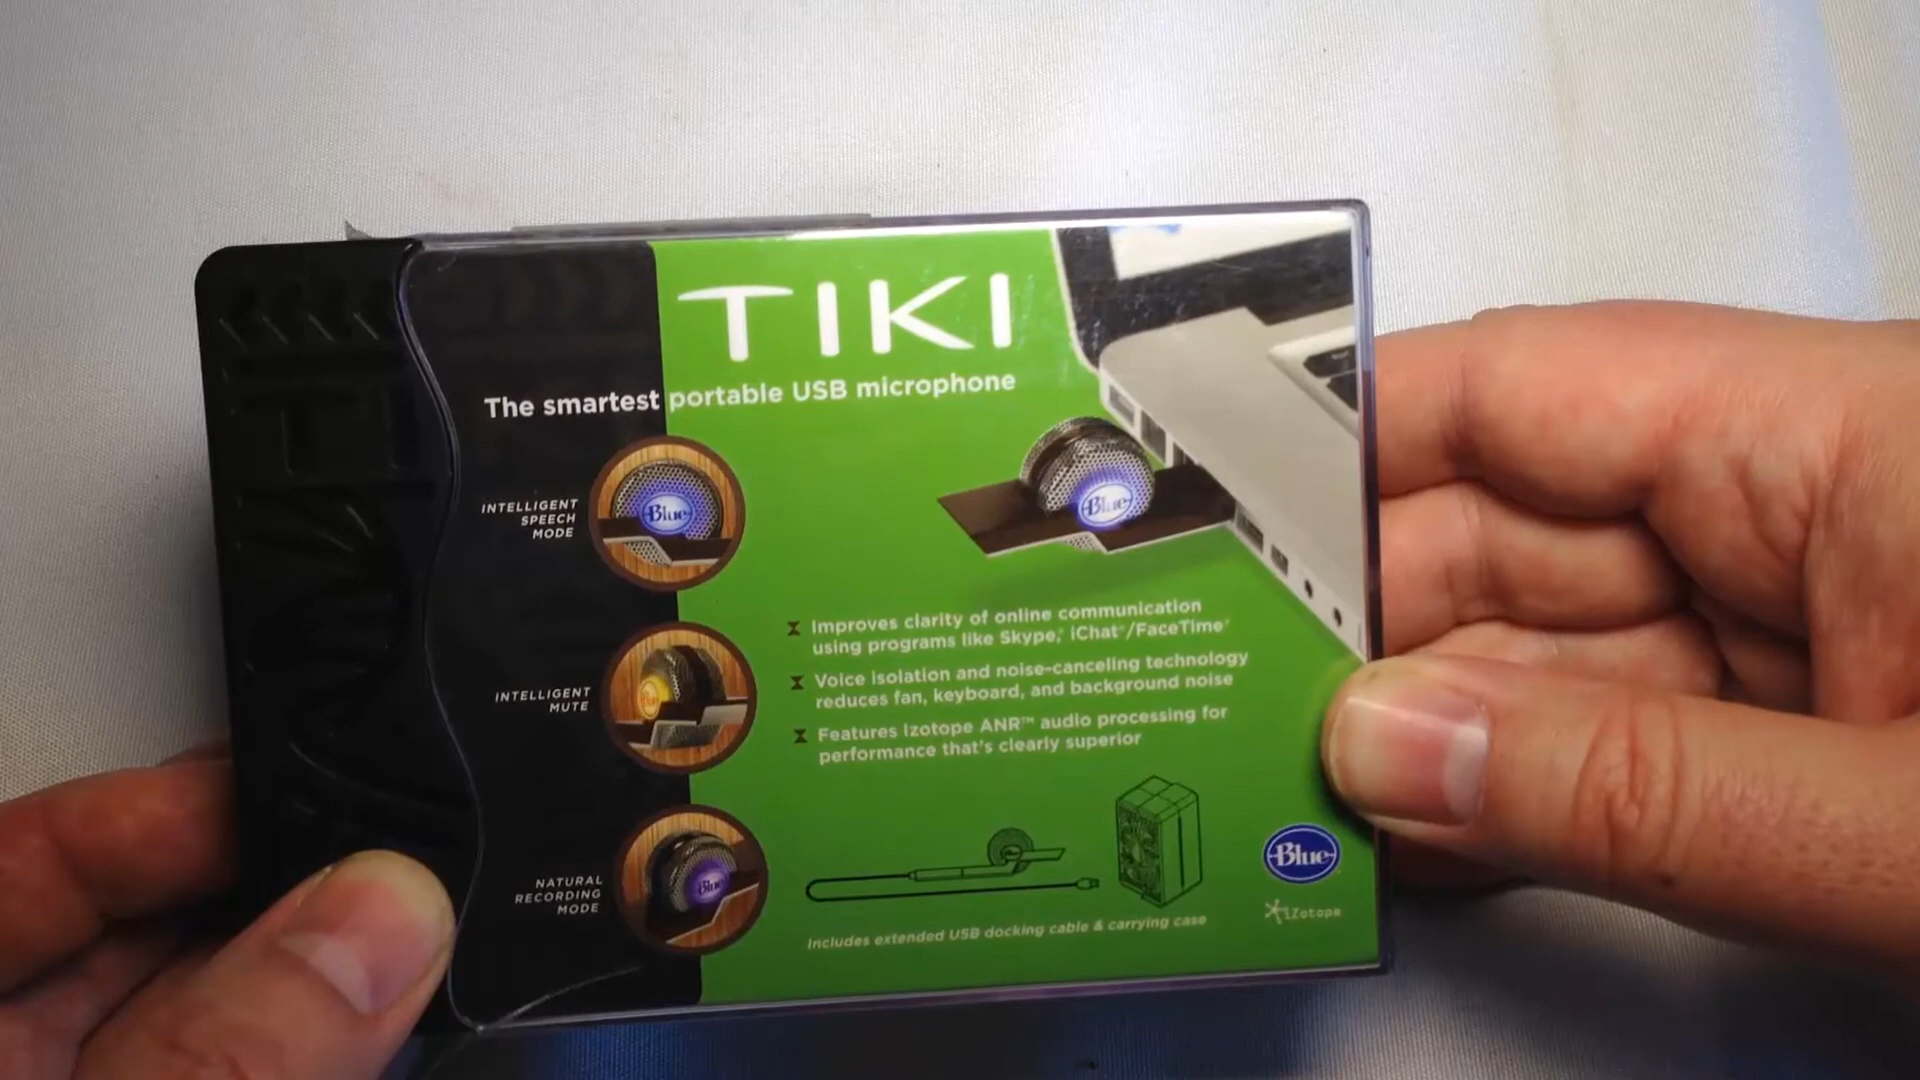 TIKI
The smartest portable USB microphone
INTELLIGENT
SPEECH
MODE
Blue
Blue
Improves clarity of online communication
using programs like Skype, iChat/FaceTime
Voice isolation and noise-canceling technology
reduces fan, keyboard, and background noise
Features Izotope ANR™ audio processing for
performance that's clearly superior
INTELLIGENT
MUTE
NATURAL
RECORDING
MODE
Blue
Includes extended USB docking cable & carrying case
Blue
iZotope